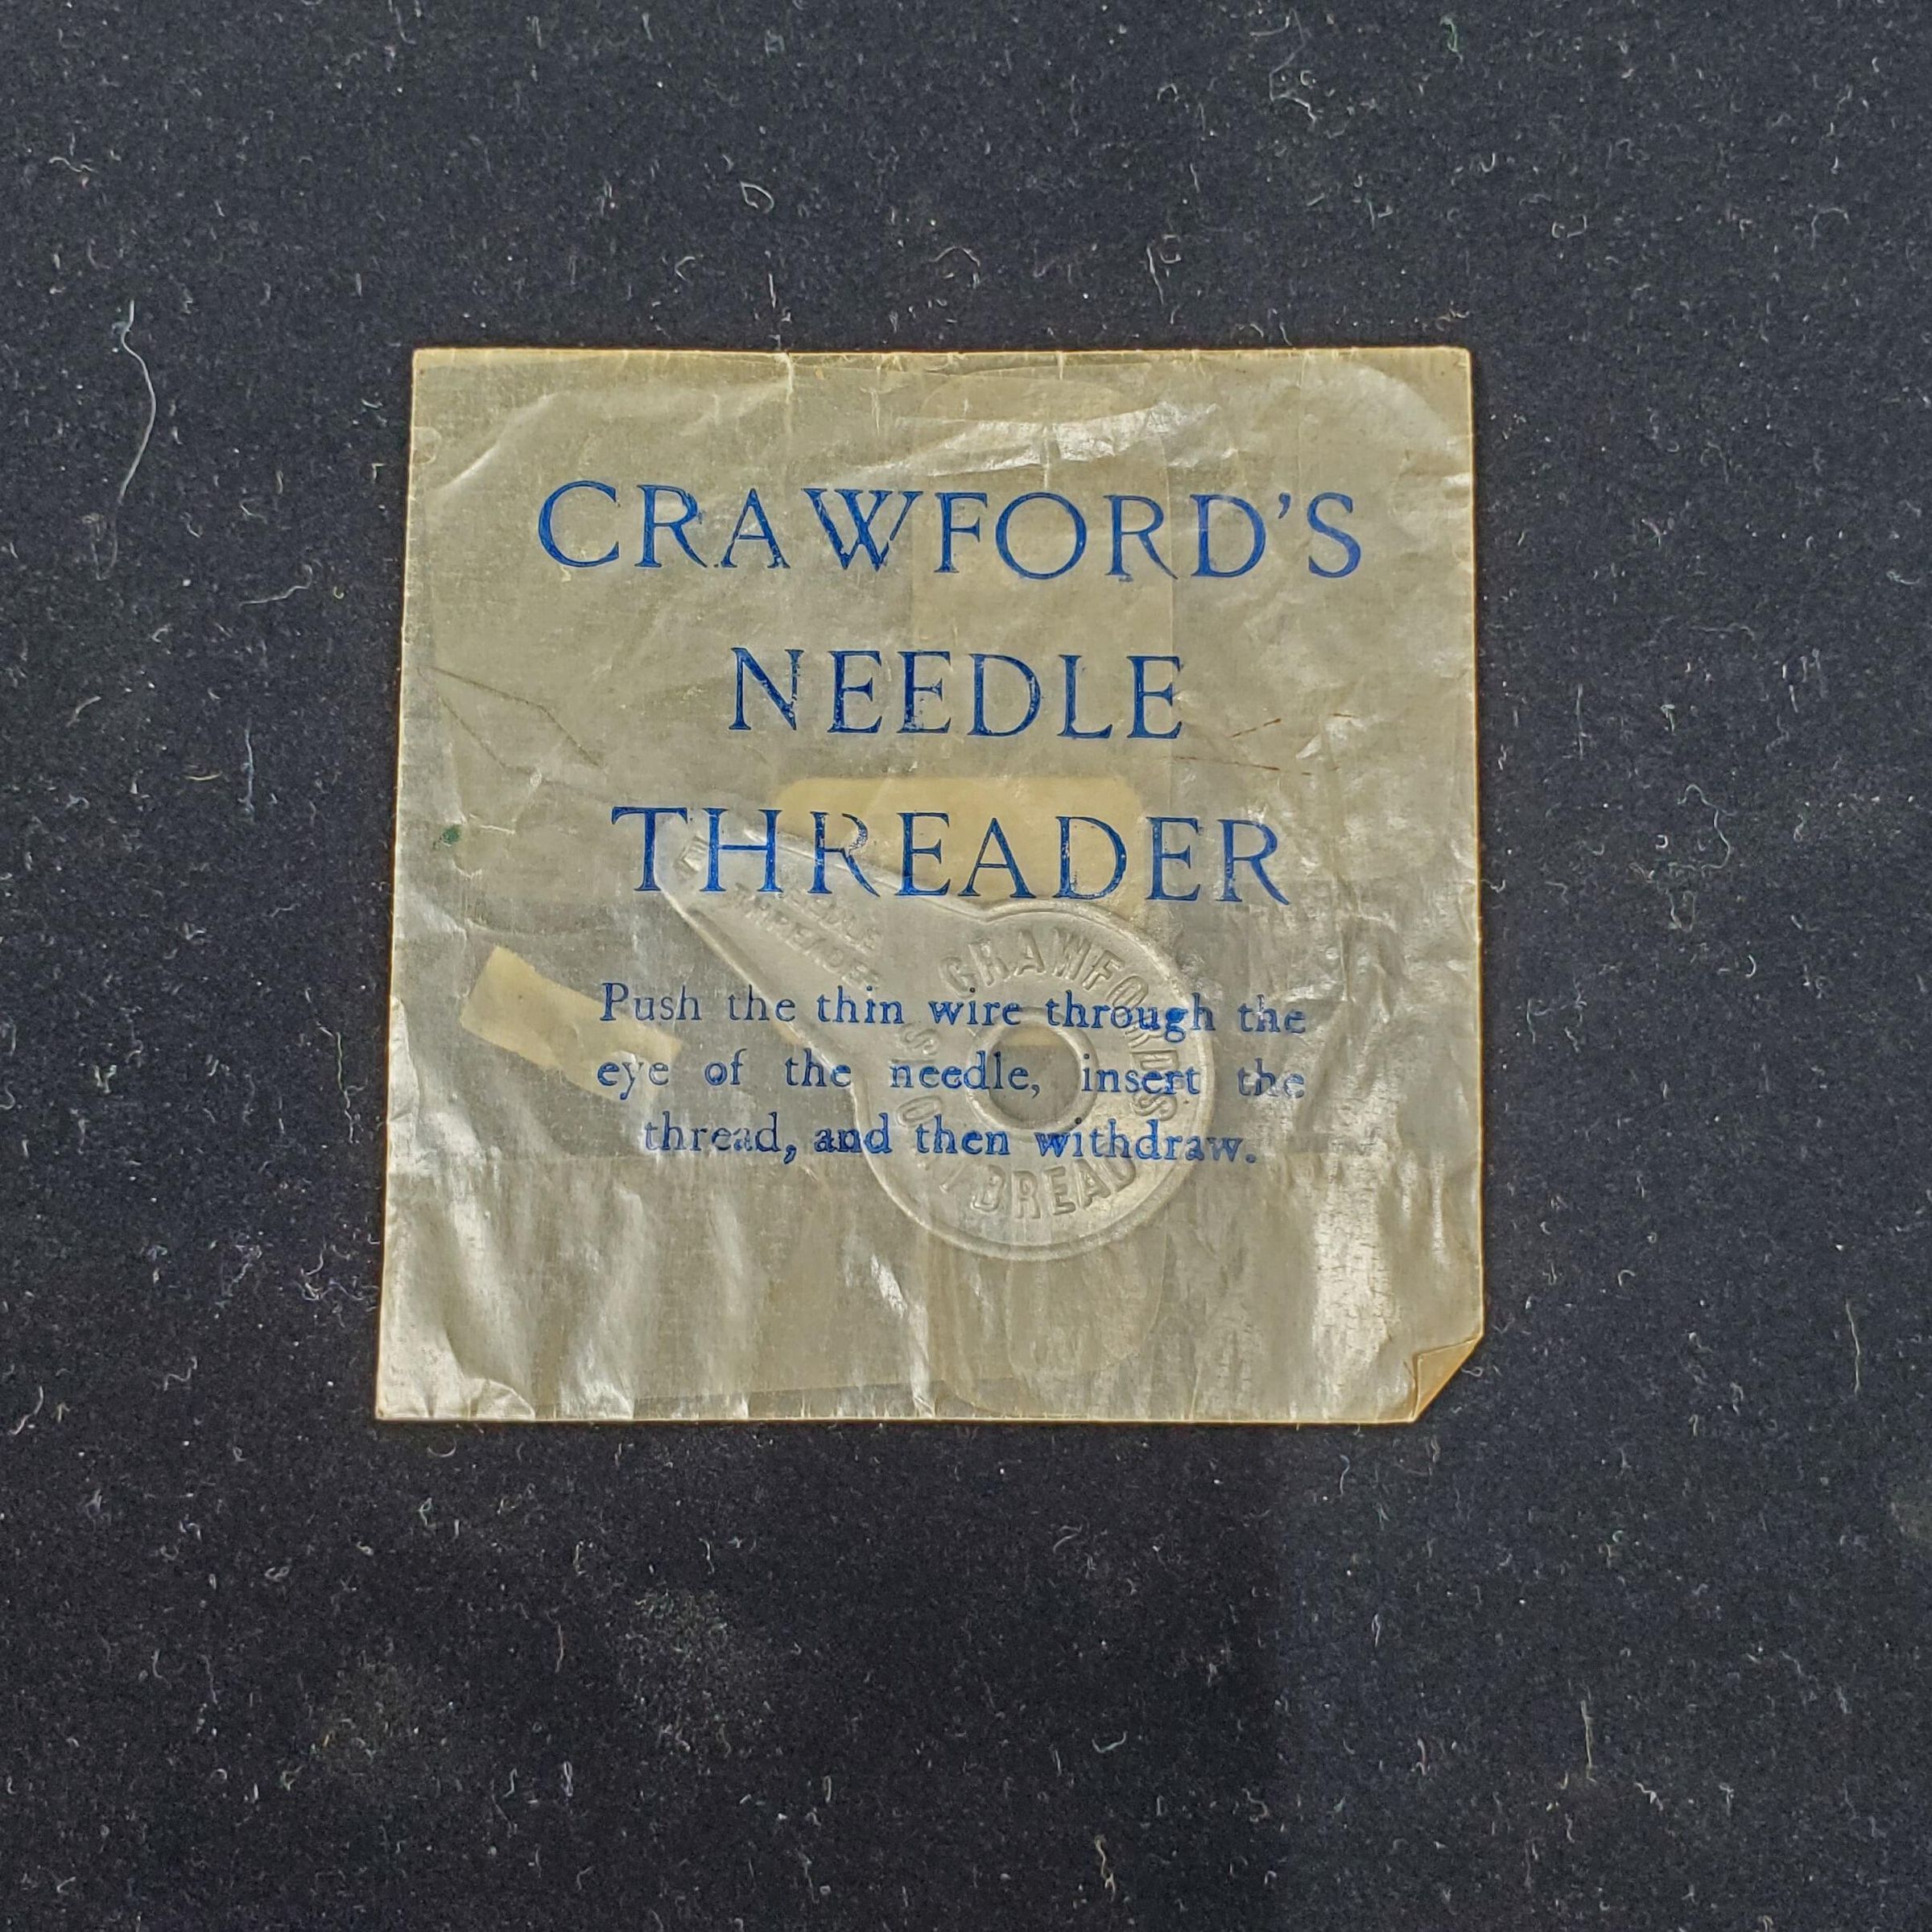 CRAWFORD'S
NEEDLE
THREADER
Push the thin wire through the
eye of the needle, insert the
thread, and then withdraw.
NEEDLE
THREADER
CRAWFORD'S
SHORTBREAD